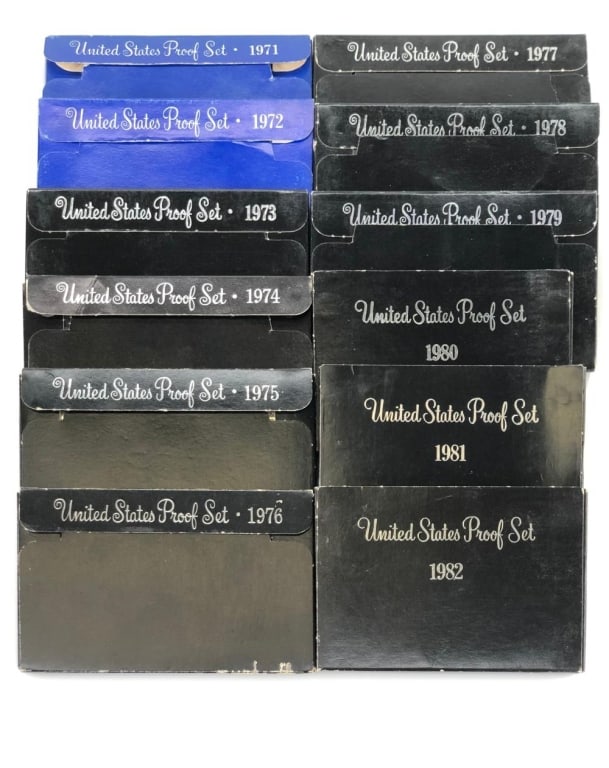 United States Proof Set • 1971
United States Proof Set • 1972
United States Proof Set • 1973
United States Proof Set • 1974
United States Proof Set • 1975
United States Proof Set • 1976
United States Proof Set • 1977
United States Proof Set • 1978
United States Proof Set • 1979
United States Proof Set
1980
United States Proof Set
1981
United States Proof Set
1982